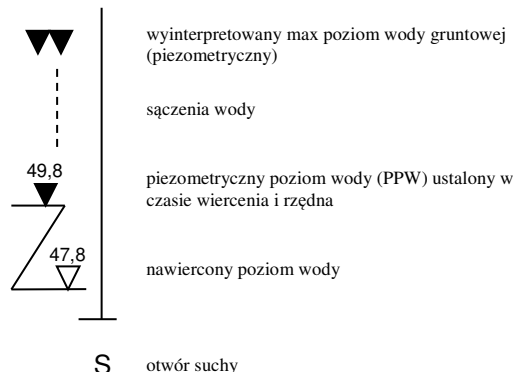 wyinterpretowany max poziom wody gruntowej
(piezometryczny)
sączenia wody
49,8
piezometryczny poziom wody (PPW) ustalony w
czasie wiercenia i rzędna
47,8
nawiercony poziom wody
S
otwór suchy